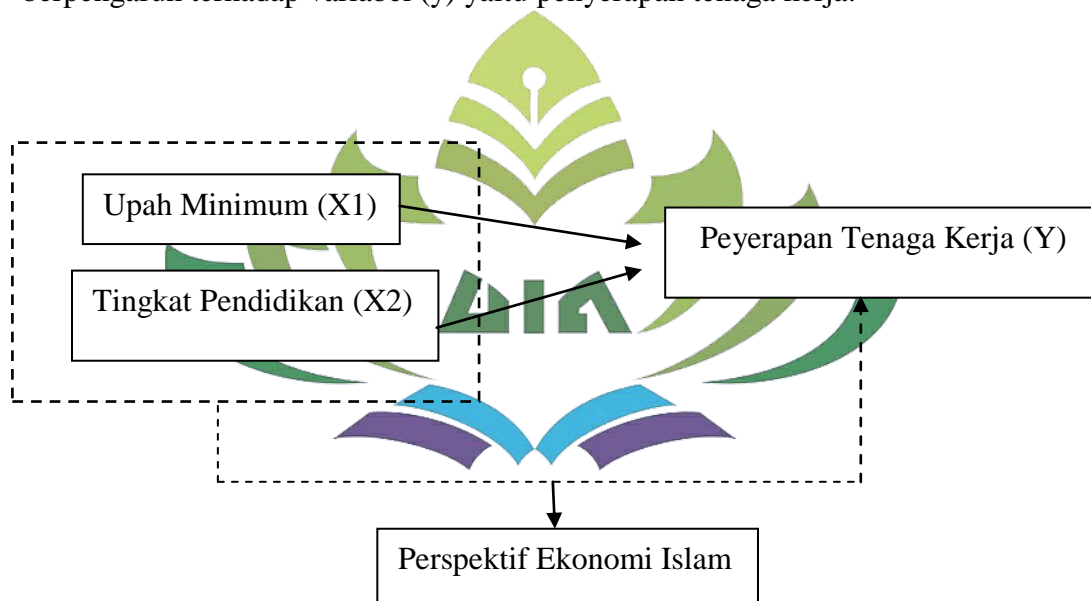 berpengaruh terhadap variabel (y) yaitu penyerapan tenaga kerja.
Upah Minimum (X1)
Peyerapan Tenaga Kerja (Y)
Tingkat Pendidikan (X2)
UIN
Perspektif Ekonomi Islam